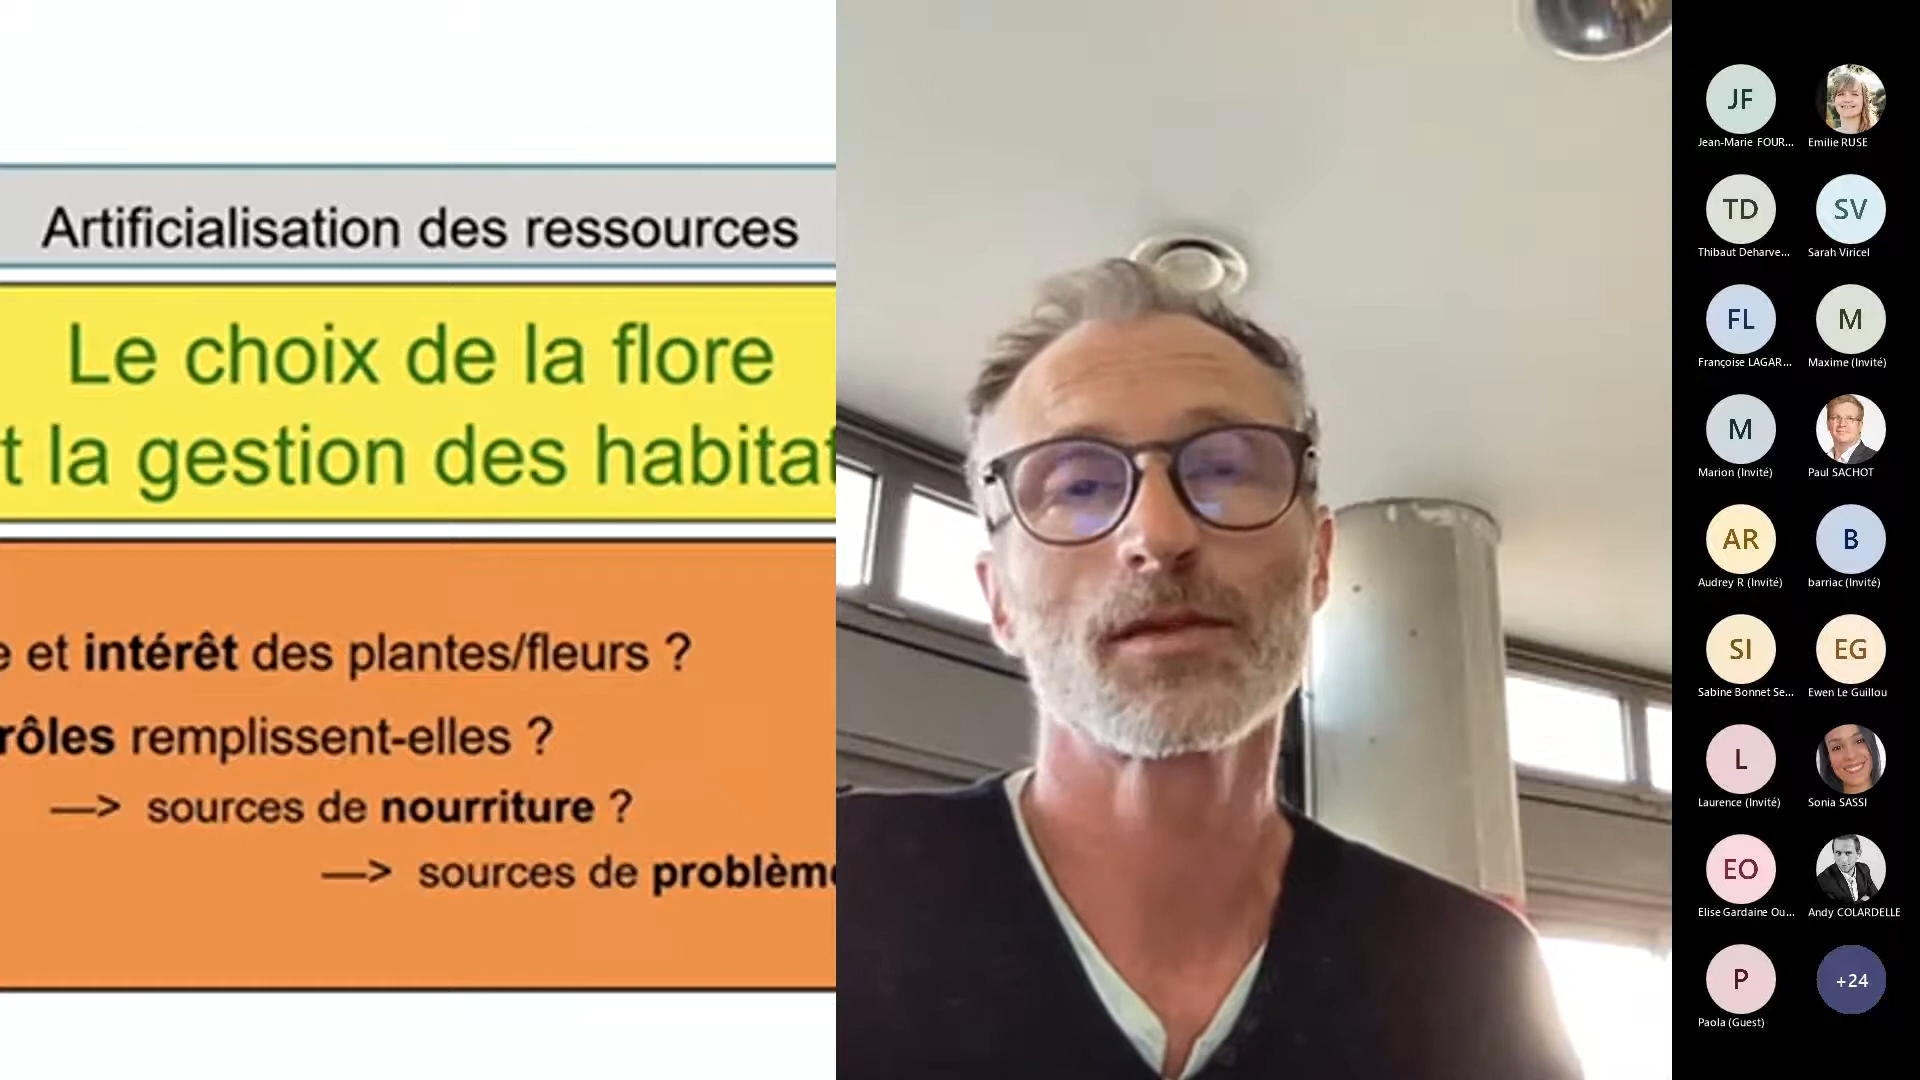 Artificialisation des ressources
Le choix de la flore
t la gestion des habitat
e et intérêt des plantes/fleurs ?
rôles remplissent-elles ?
—> sources de nourriture ?
—> sources de problème
JF
Jean-Marie FOUR...
Emilie RUSE
TD
Thibaut Deharve...
SV
Sarah Viricel
FL
Françoise LAGAR...
M
Maxime (Invité)
M
Marion (Invité)
Paul SACHOT
AR
Audrey R (Invité)
B
barriac (Invité)
SI
Sabine Bonnet Se...
EG
Ewen Le Guillou
L
Laurence (Invité)
Sonia SASSI
EO
Elise Gardaine Ou...
Andy COLARDELLE
P
Paola (Guest)
+24